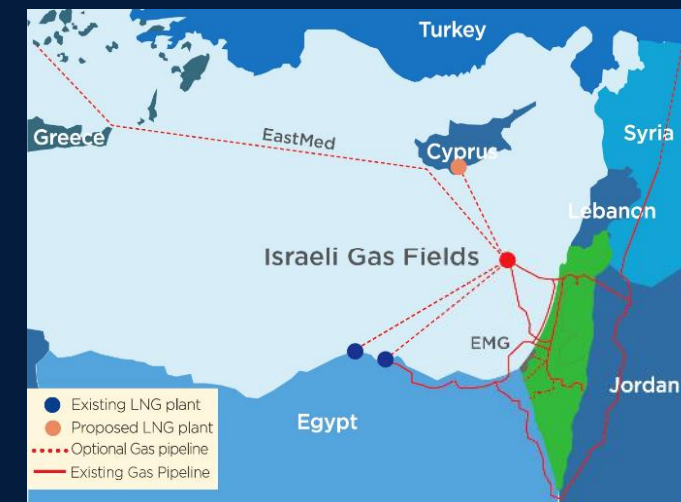 Turkey
Greece
EastMed
Cyprus
Syria
Lebanon
Israeli Gas Fields
EMG
Jordan
Egypt
Existing LNG plant
Proposed LNG plant
Optional Gas pipeline
Existing Gas Pipeline